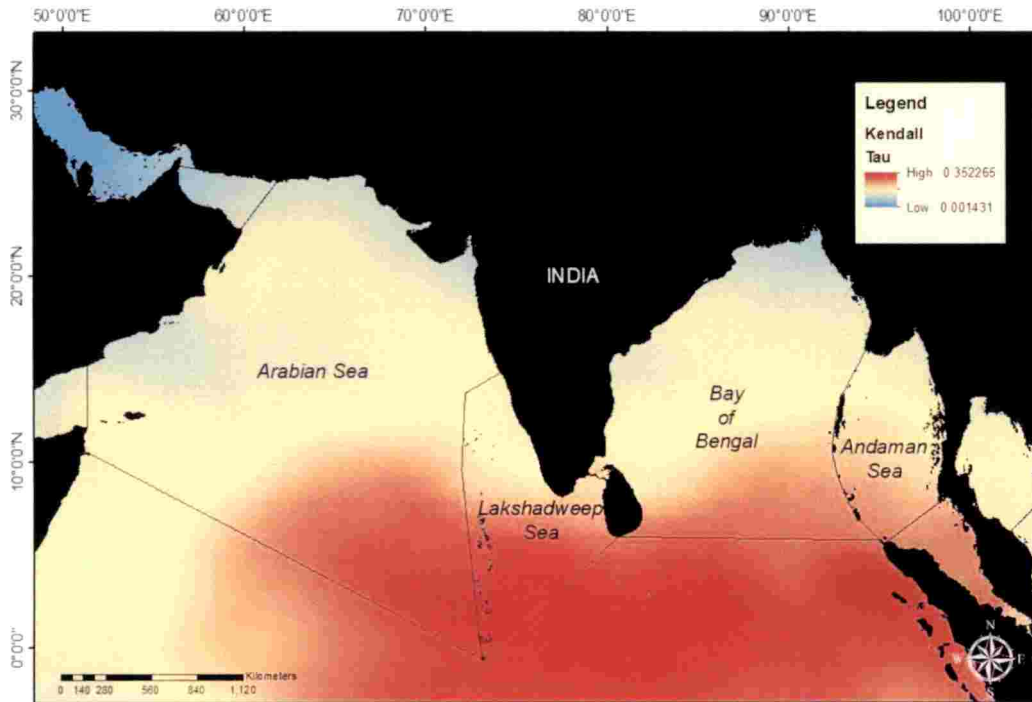 50°0'0"E 60°0'0"E 70°0'0"E 80°0'0"E 90°0'0"E 100°0'0"E
30°0'0"N
20°0'0"N
10°0'0"N
0°0'0"
Legend
Kendall
Tau
High 0 352265
Low 0 001431
INDIA
Arabian Sea
Bay
of
Bengal
Andaman
Sea
Lakshadweep
Sea
Kilometers
0 140 280 560 840 1,120
N
W E
S